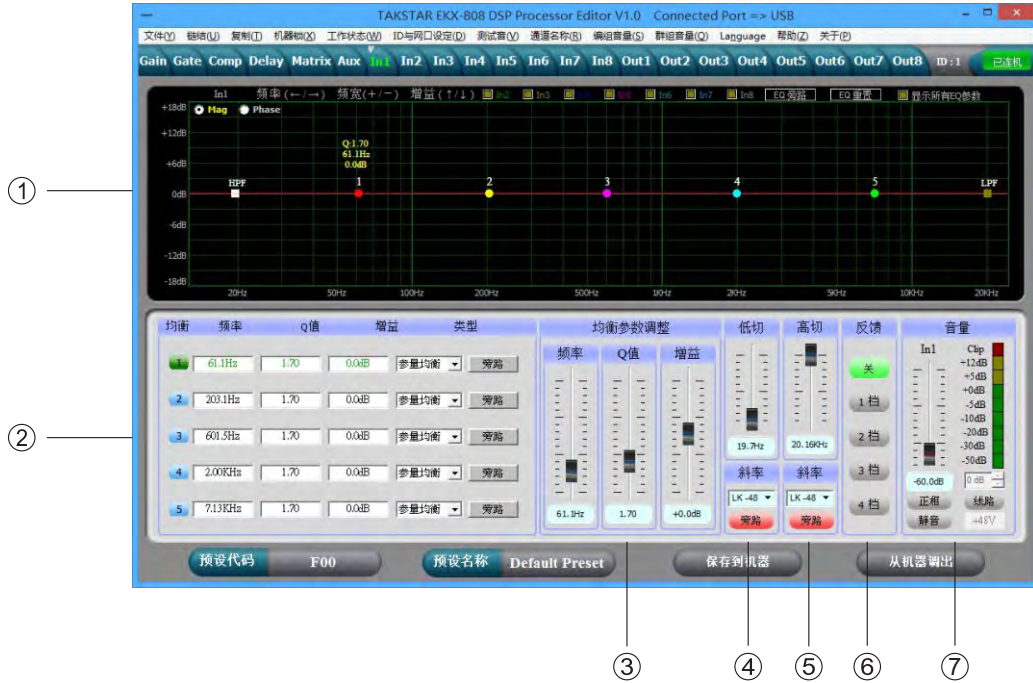 TAKSTAR EKX-808 DSP Processor Editor V1.0 Connected Port => USB
文件(Y) 链结(U) 复制(T) 机器锁(X) 工作状态(W) ID与网口设定(D) 测试音(V) 通道名称(R) 编组音量(S) 群组音量(Q) Language 帮助(Z) 关于(P)
Gain Gate Comp Delay Matrix Aux In1 In2 In3 In4 In5 In6 In7 In8 Out1 Out2 Out3 Out4 Out5 Out6 Out7 Out8 ID:1 已连机
In1 频率(←/→) 频宽(+/-) 增益(↑/↓) In2 In3 In6 In7 In8 EQ旁路 EQ重置 显示所有EQ参数
+18dB Mag Phase
+12dB
Q:1.70
61.1Hz
0.0dB
+6dB
HPF 1 2 3 4 5 LPF
0dB
-6dB
-12dB
-18dB
20Hz 50Hz 100Hz 200Hz 500Hz 1KHz 2KHz 5KHz 10KHz 20KHz
①
均衡 频率 Q值 增益 类型
1 61.1Hz 1.70 0.0dB 参量均衡 旁路
2 203.1Hz 1.70 0.0dB 参量均衡 旁路
3 601.5Hz 1.70 0.0dB 参量均衡 旁路
4 2.00KHz 1.70 0.0dB 参量均衡 旁路
5 7.13KHz 1.70 0.0dB 参量均衡 旁路
②
均衡参数调整
频率 Q值 增益
61.1Hz 1.70 +0.0dB
低切
19.7Hz
斜率
LK-48
旁路
高切
20.16KHz
斜率
LK-48
旁路
反馈
关
1档
2档
3档
4档
音量
In1 Clip
+12dB
+5dB
+0dB
-5dB
-10dB
-20dB
-30dB
-50dB
-60.0dB 0 dB
正相 线路
静音 +48V
预设代码 F00 预设名称 Default Preset 保存到机器 从机器调出
③ ④ ⑤ ⑥ ⑦